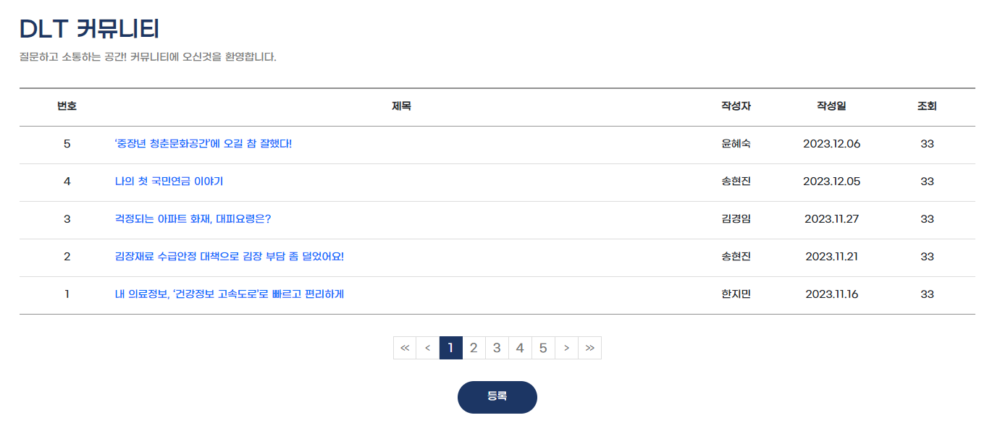 DLT 커뮤니티
질문하고 소통하는 공간! 커뮤니티에 오신것을 환영합니다.
번호 제목 작성자 작성일 조회
5 ‘중장년 청춘문화공간’에 오길 참 잘했다! 윤혜숙 2023.12.06 33
4 나의 첫 국민연금 이야기 송현진 2023.12.05 33
3 걱정되는 아파트 화재, 대피요령은? 김경임 2023.11.27 33
2 김장재료 수급안정 대책으로 김장 부담 좀 덜었어요! 송현진 2023.11.21 33
1 내 의료정보, ‘건강정보 고속도로’로 빠르고 편리하게 한지민 2023.11.16 33
<< < 1 2 3 4 5 > >>
등록